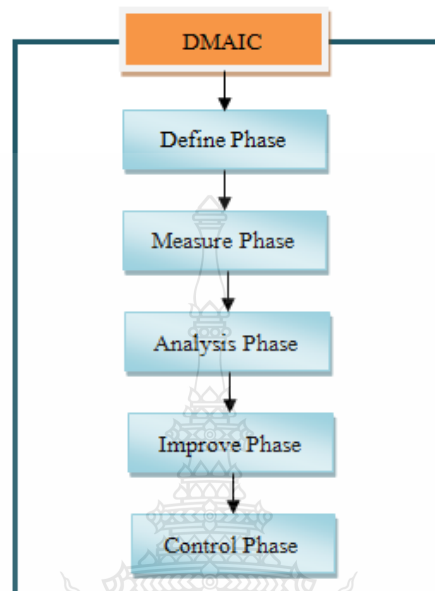 DMAIC
Define Phase
Measure Phase
Analysis Phase
Improve Phase
Control Phase